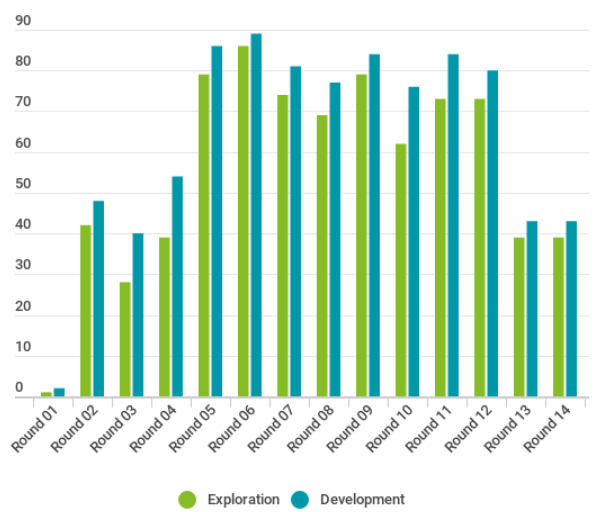 90
80
70
60
50
40
30
20
10
0
Round 01
Round 02
Round 03
Round 04
Round 05
Round 06
Round 07
Round 08
Round 09
Round 10
Round 11
Round 12
Round 13
Round 14
Exploration Development